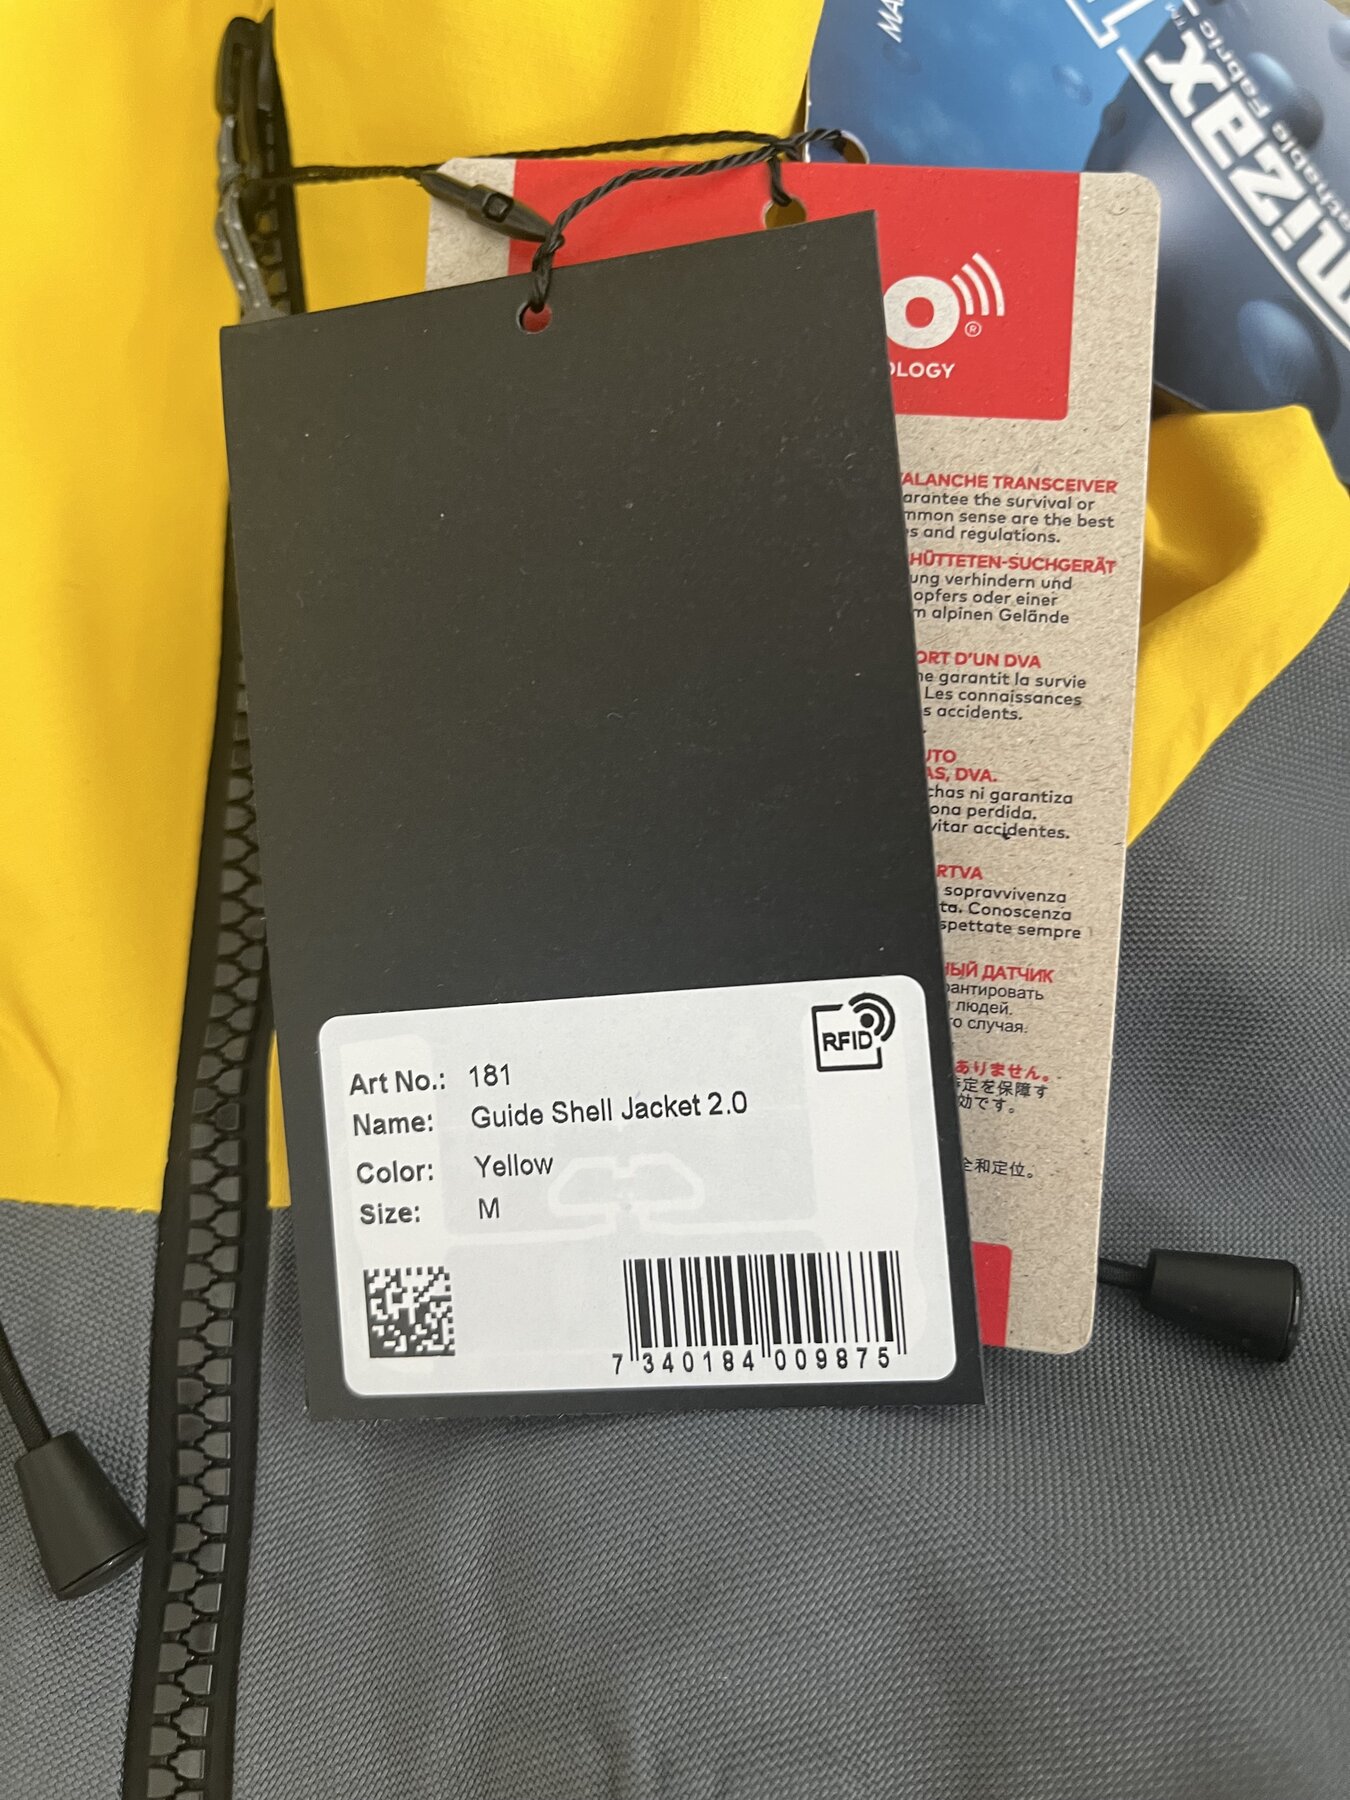 OLOGY
®
ALANCHE TRANSCEIVER
arantee the survival or
mmon sense are the best
s and regulations.
HÜTTETEN-SUCHGERÄT
ung verhindern und
opfers oder einer
m alpinen Gelände
ORT D'UN DVA
ne garantit la survie
Les connaissances
s accidents.
UTO
AS, DVA.
chas ni garantiza
ona perdida.
vitar accidentes.
RTVA
sopravvivenza
ta. Conoscenza
spettate sempre
НЫЙ ДАТЧИК
рантировать
людей.
го случая.
ありません。
特定を保障す
効です。
全和定位。
RFID
Art No.: 181
Name: Guide Shell Jacket 2.0
Color: Yellow
Size: M
7 340184 009875